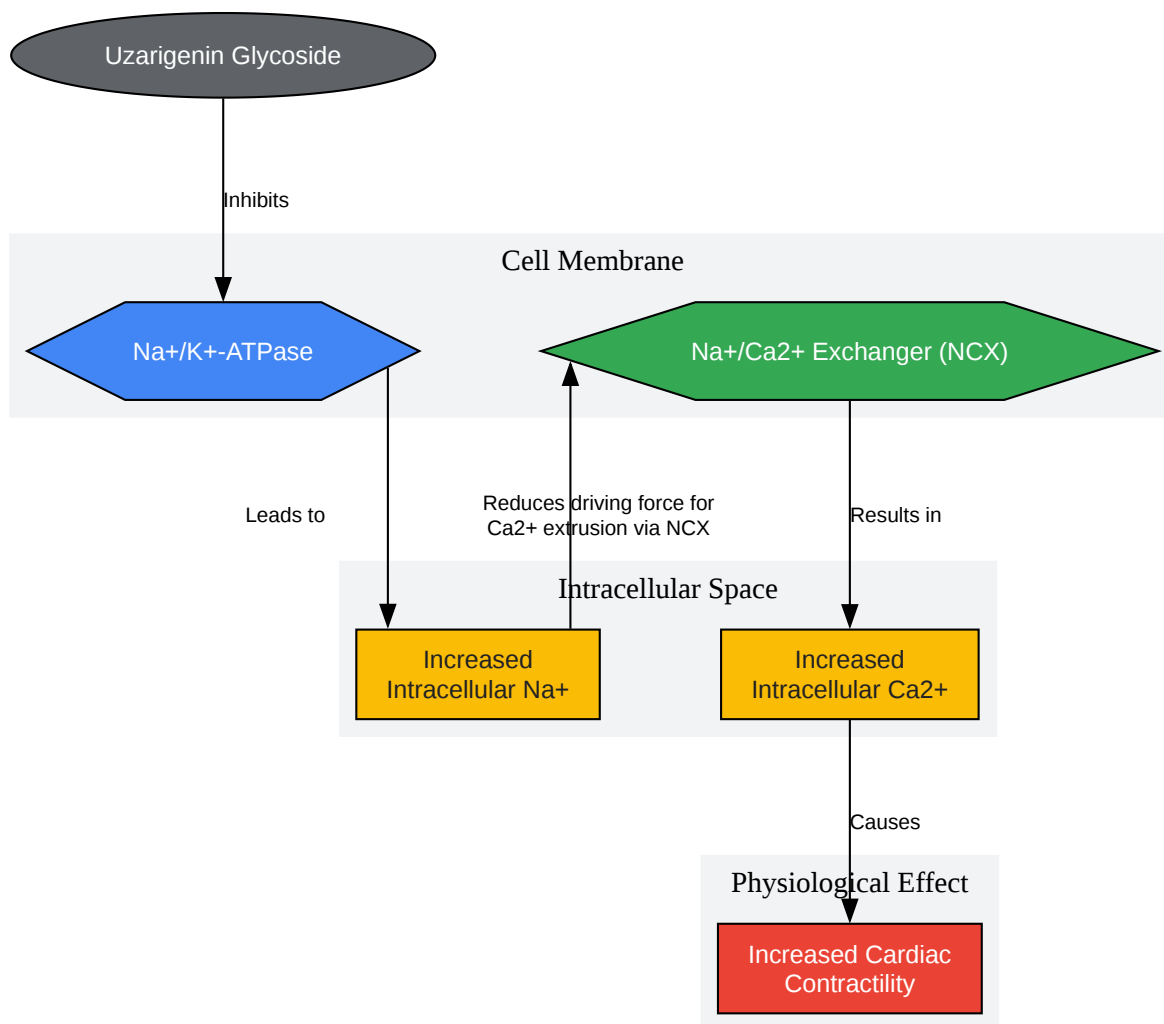 Uzarigenin Glycoside
Inhibits
Cell Membrane
Na+/K+-ATPase
Na+/Ca2+ Exchanger (NCX)
Leads to
Reduces driving force for
Ca2+ extrusion via NCX
Results in
Intracellular Space
Increased
Intracellular Na+
Increased
Intracellular Ca2+
Causes
Physiological Effect
Increased Cardiac
Contractility